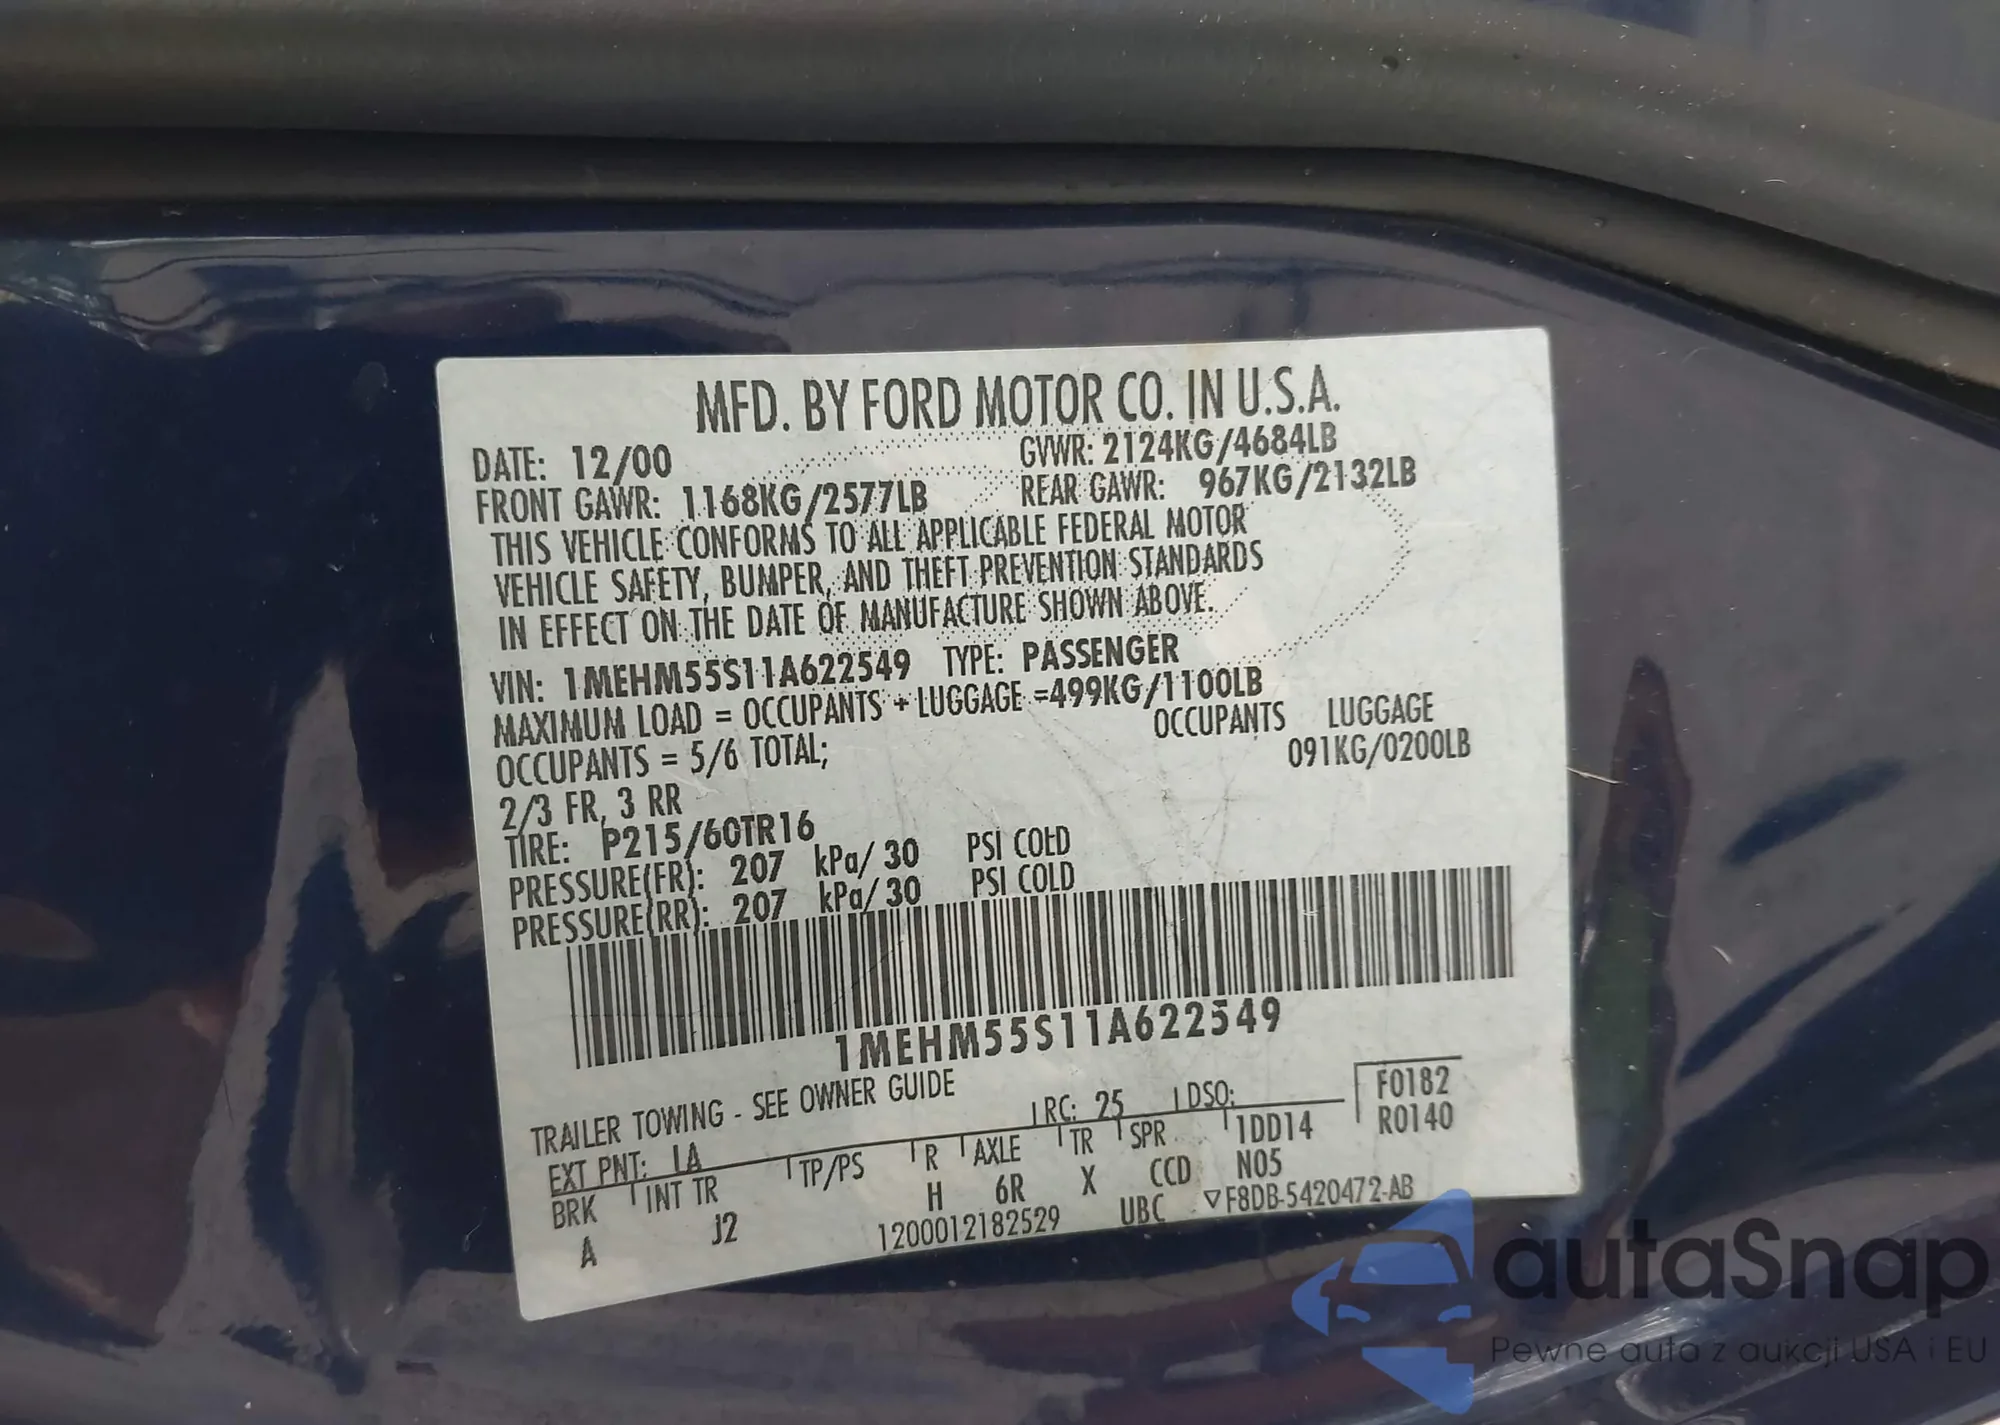 MFD. BY FORD MOTOR CO. IN U.S.A.
DATE: 12/00 GVWR: 2124KG/4684LB
FRONT GAWR: 1168KG/2577LB REAR GAWR: 967KG/2132LB
THIS VEHICLE CONFORMS TO ALL APPLICABLE FEDERAL MOTOR
VEHICLE SAFETY, BUMPER, AND THEFT PREVENTION STANDARDS
IN EFFECT ON THE DATE OF MANUFACTURE SHOWN ABOVE.
VIN: 1MEHM55S11A622549 TYPE: PASSENGER
MAXIMUM LOAD = OCCUPANTS + LUGGAGE =499KG/1100LB
OCCUPANTS = 5/6 TOTAL; OCCUPANTS LUGGAGE
2/3 FR, 3 RR 091KG/0200LB
TIRE: P215/60TR16
PRESSURE(FR): 207 kPa/ 30 PSI COLD
PRESSURE(RR): 207 kPa/ 30 PSI COLD
1MEHM55S11A622549
TRAILER TOWING - SEE OWNER GUIDE
EXT PNT: LA RC: 25 DSO: F0182
BRK INT TR TP/PS R AXLE TR SPR 1DD14 R0140
A J2 H 6R X CCD N05
1200012182529 UBC F8DB-5420472-AB
autaSnap
Pewne auta z aukcji USA i EU